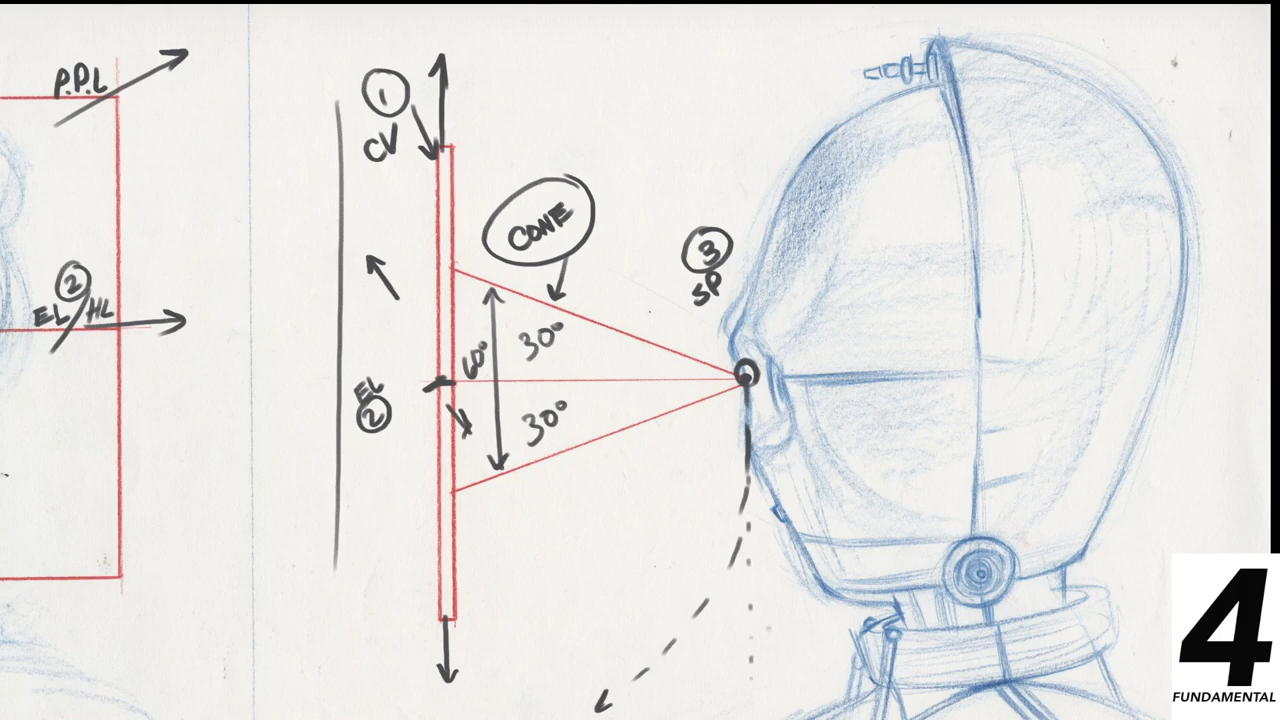 P.P.L
2
EL/HL
1
CV
CONE
3
SP
60°
30°
30°
EL
2
4
FUNDAMENTAL